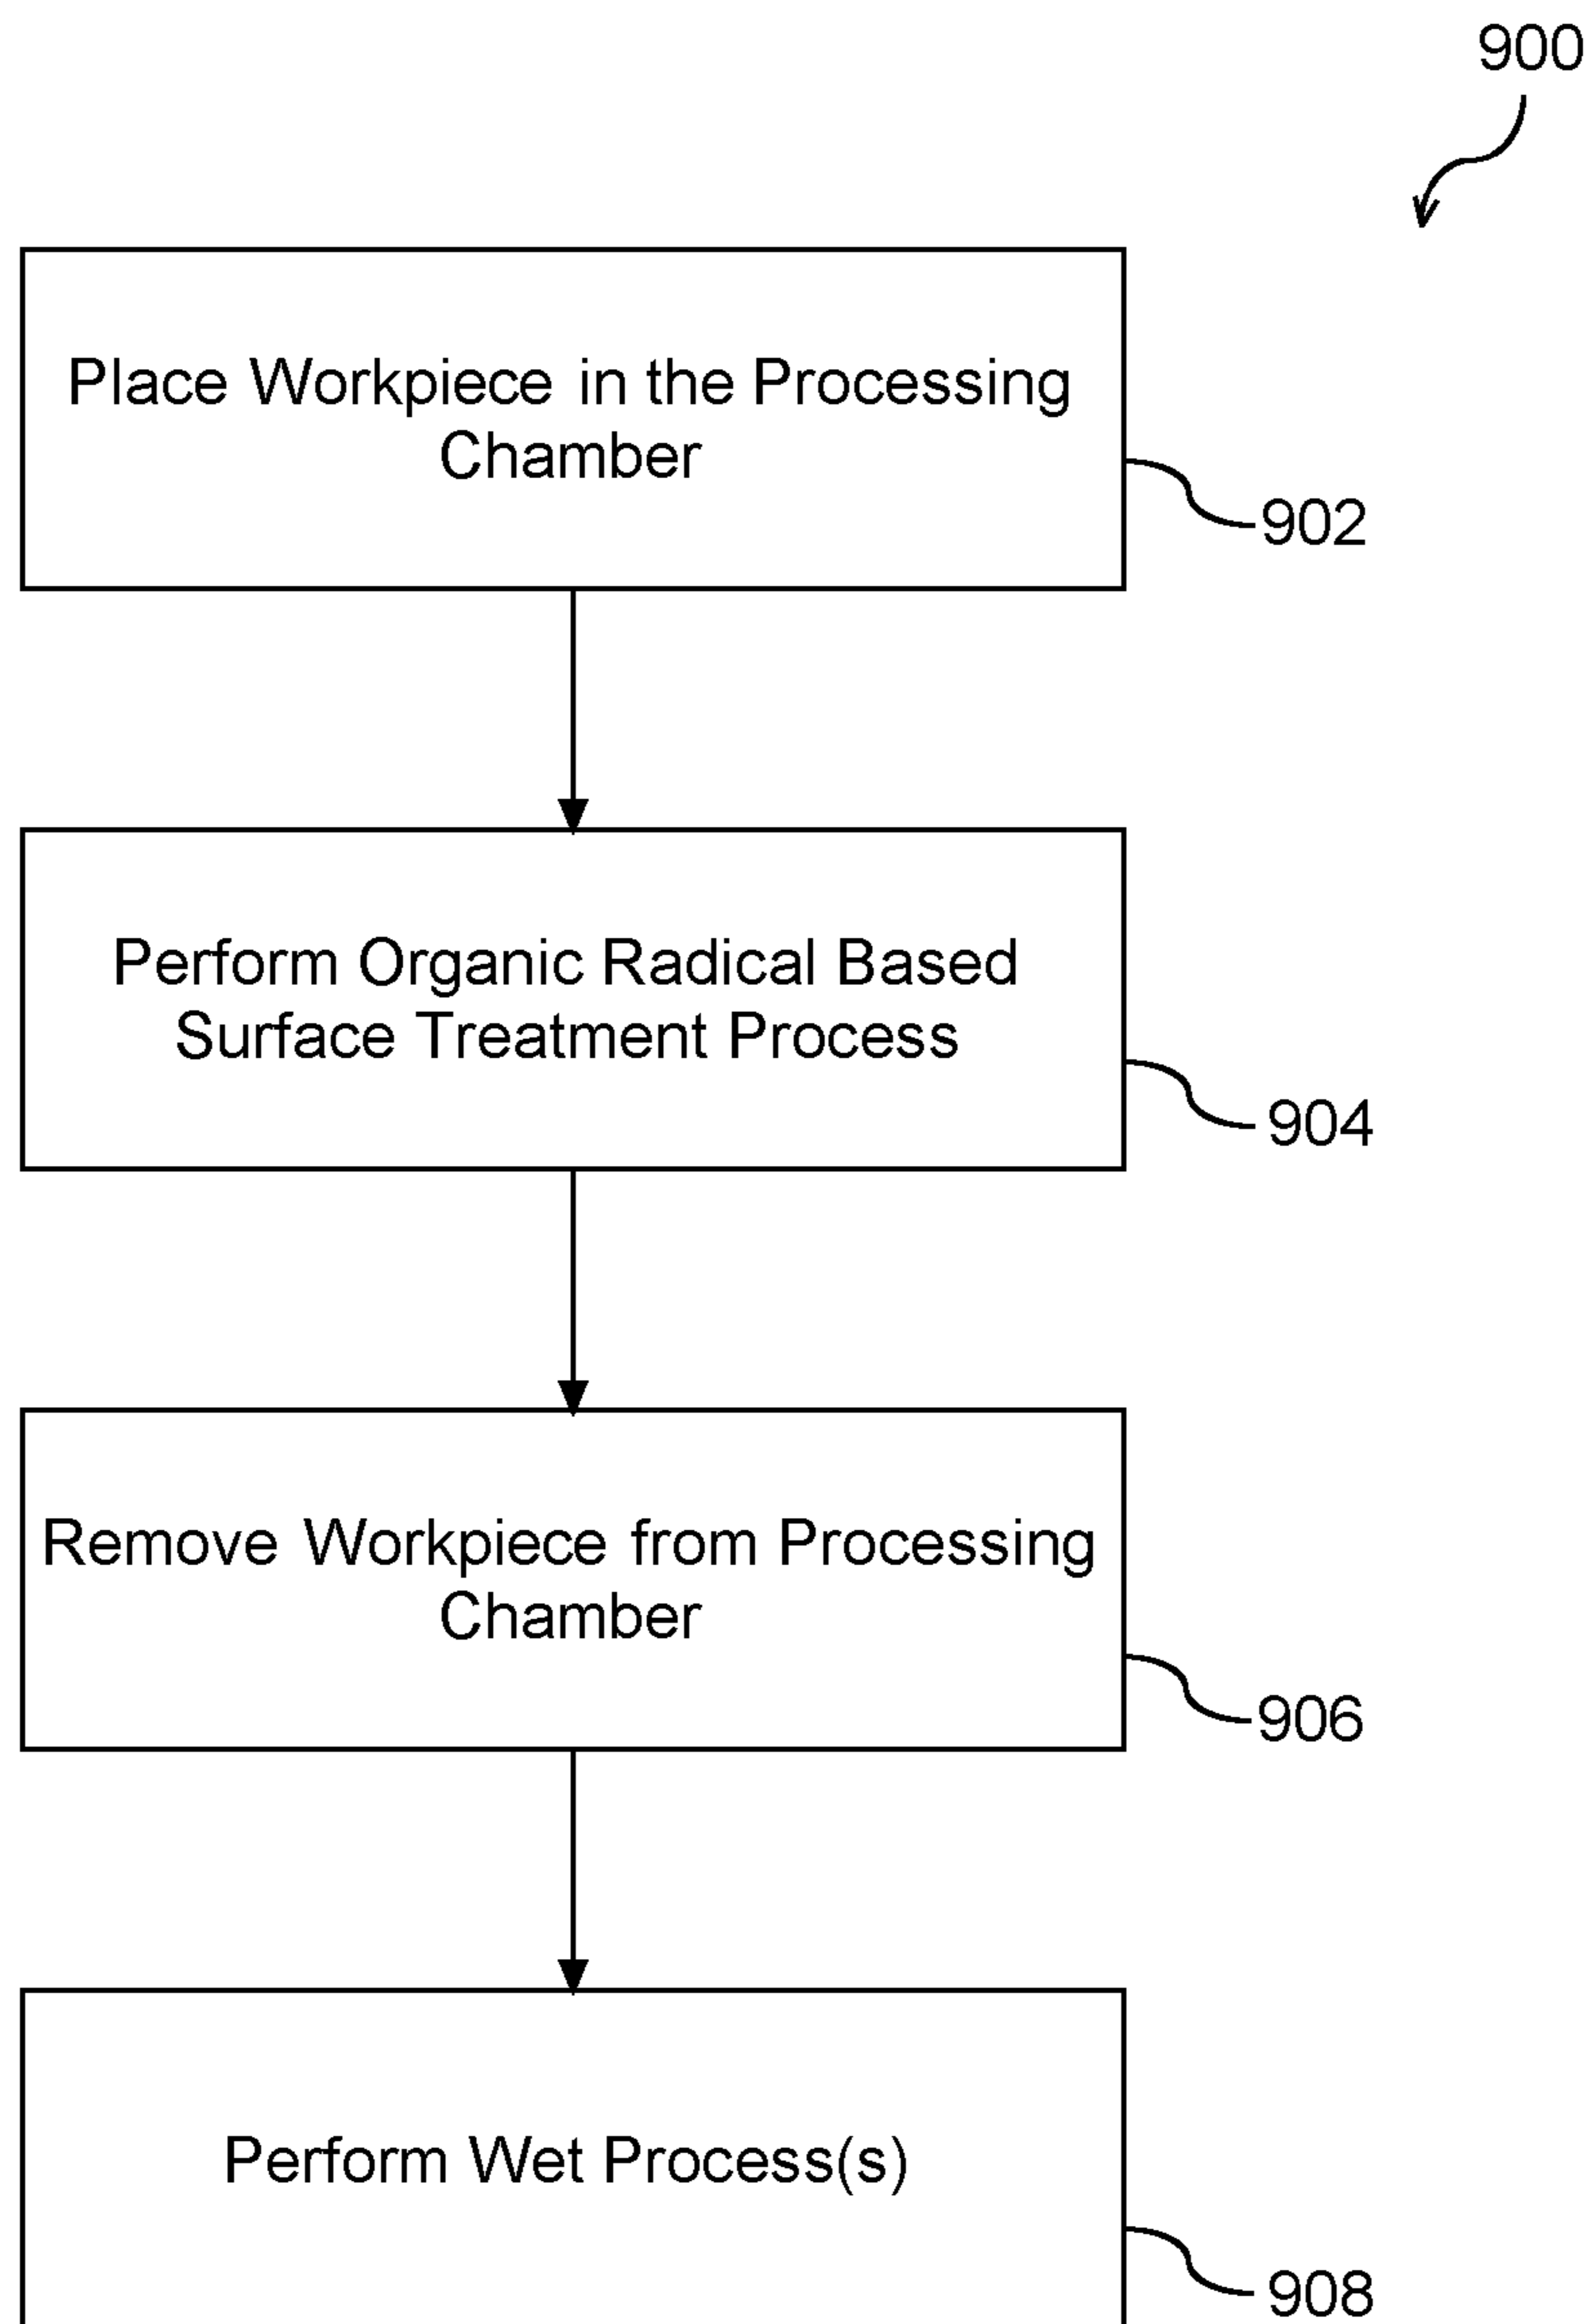 900
Place Workpiece in the Processing
Chamber
902
Perform Organic Radical Based
Surface Treatment Process
904
Remove Workpiece from Processing
Chamber
906
Perform Wet Process(s)
908